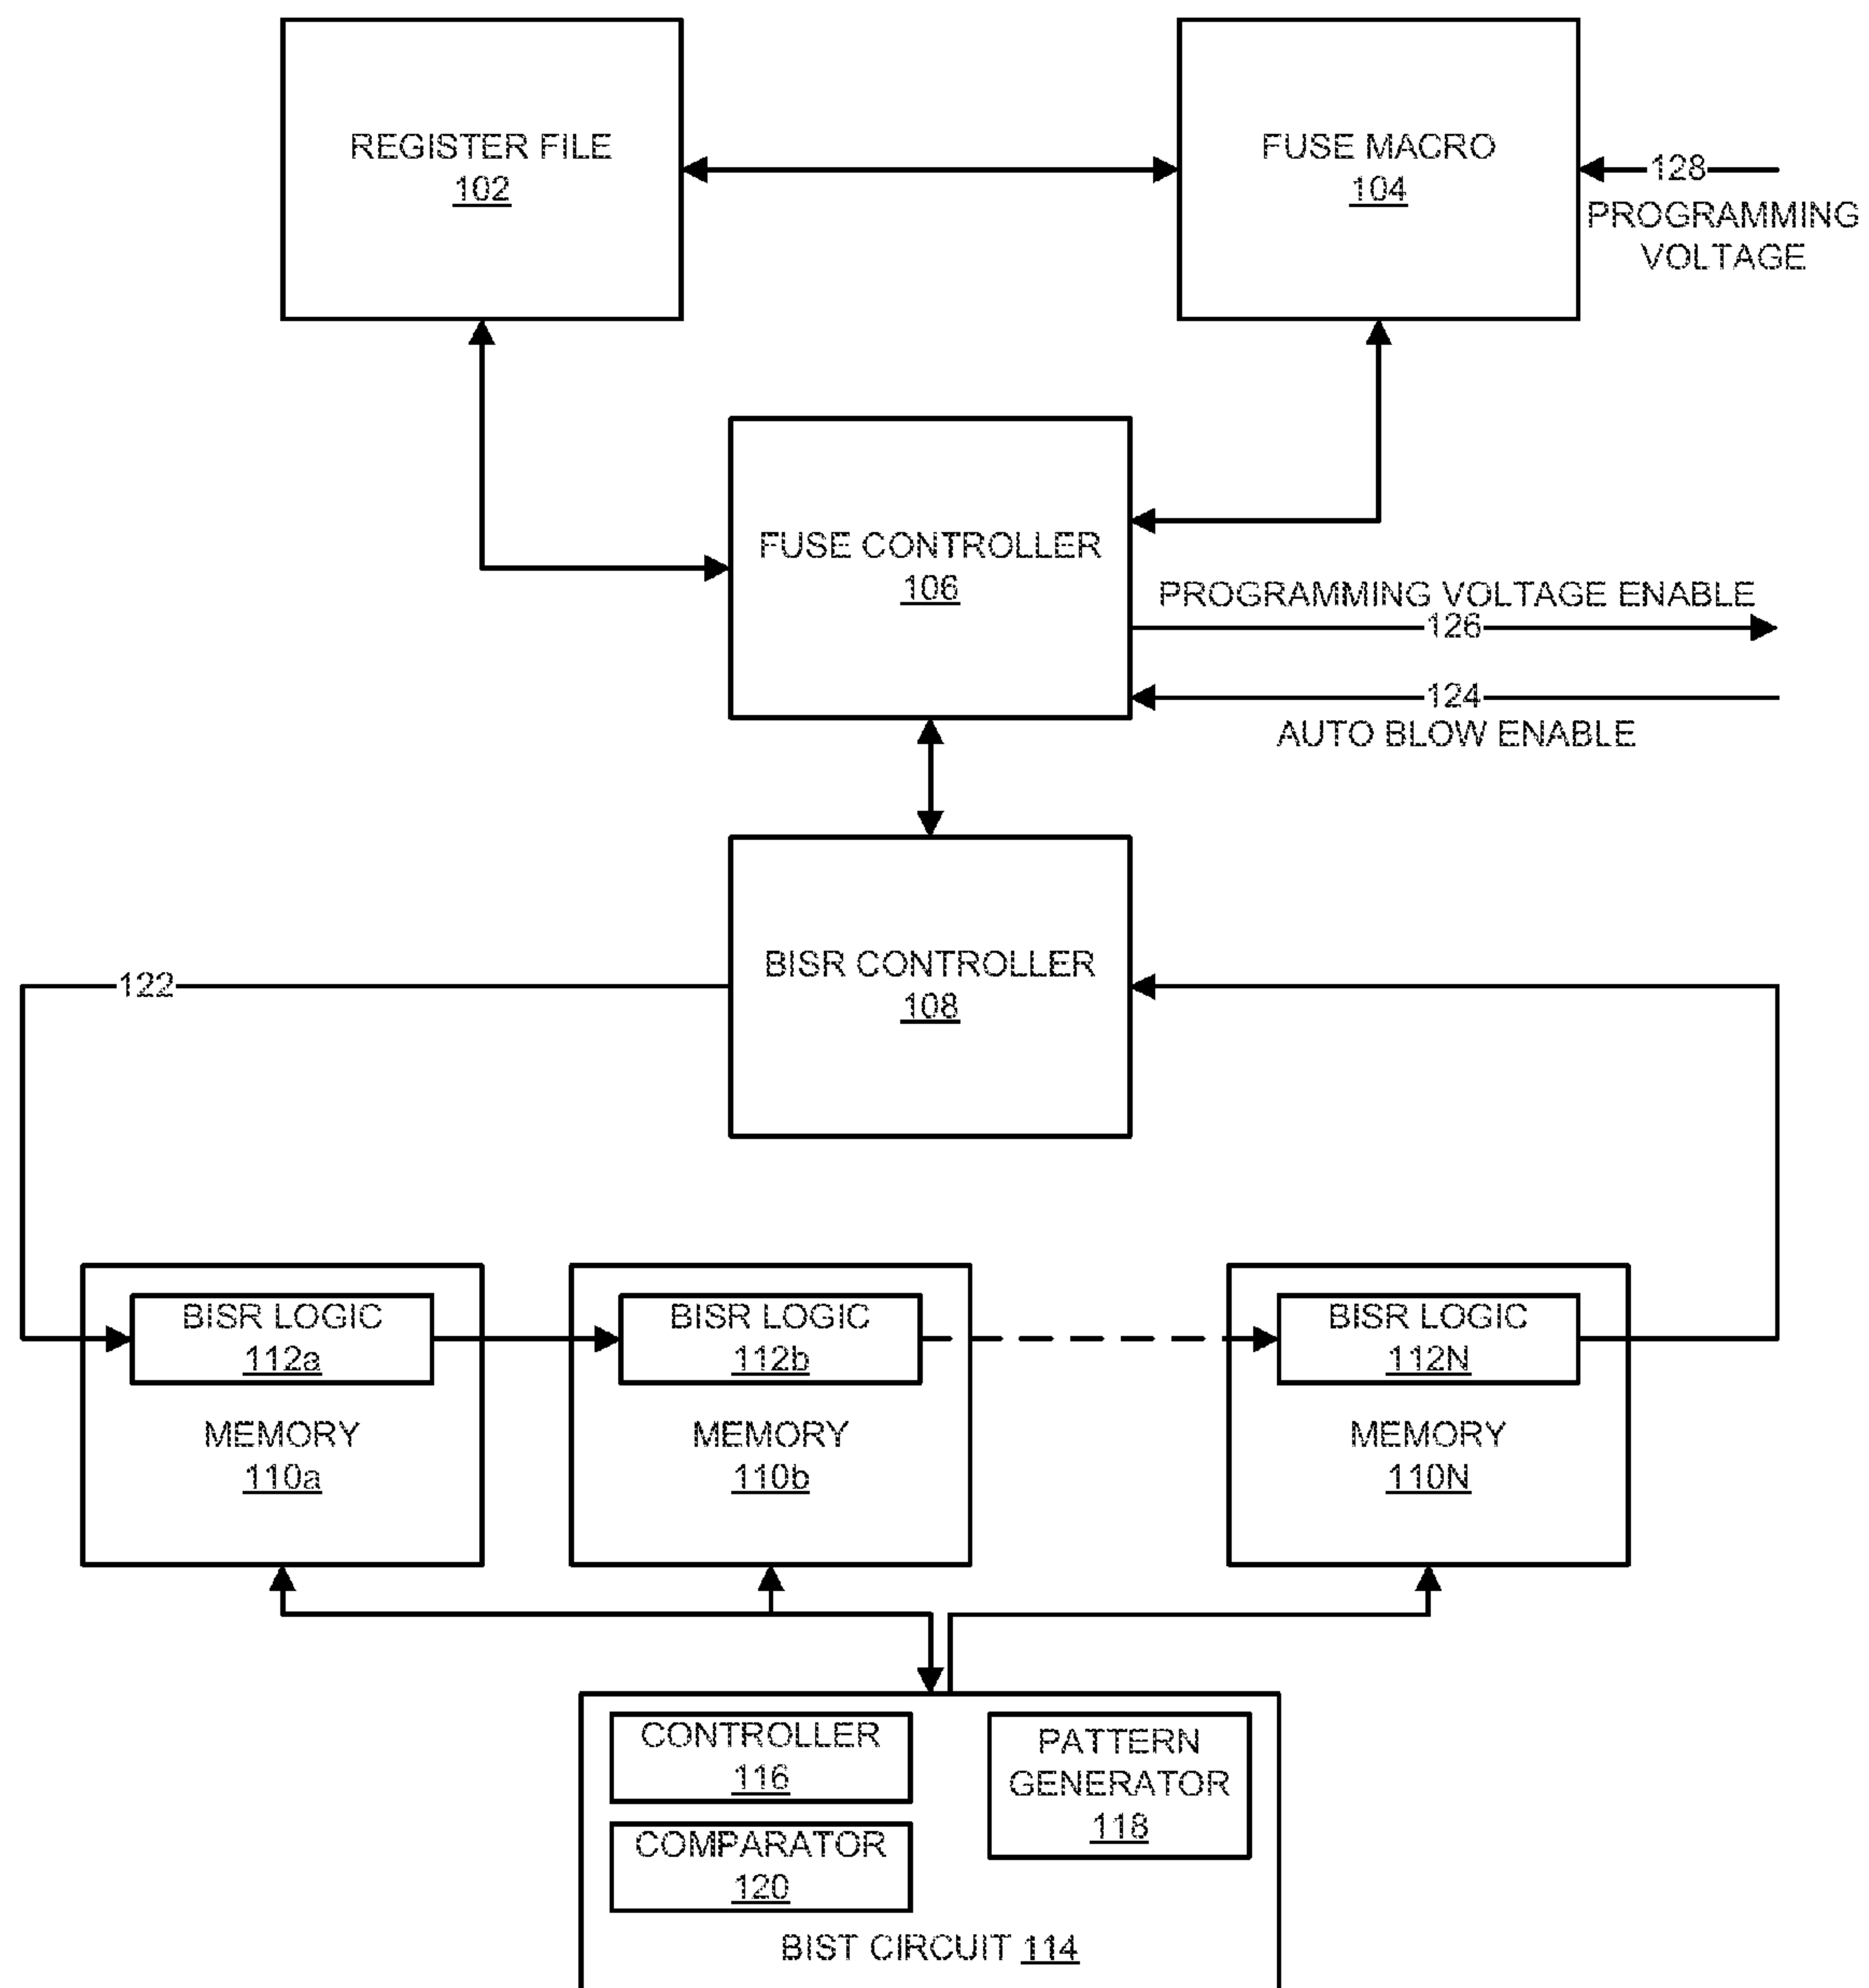 REGISTER FILE
102
FUSE MACRO
104
128
PROGRAMMING
VOLTAGE
FUSE CONTROLLER
106
PROGRAMMING VOLTAGE ENABLE
126
124
AUTO BLOW ENABLE
BISR CONTROLLER
108
122
BISR LOGIC
112a
MEMORY
110a
BISR LOGIC
112b
MEMORY
110b
BISR LOGIC
112N
MEMORY
110N
CONTROLLER
116
PATTERN
GENERATOR
118
COMPARATOR
120
BIST CIRCUIT 114